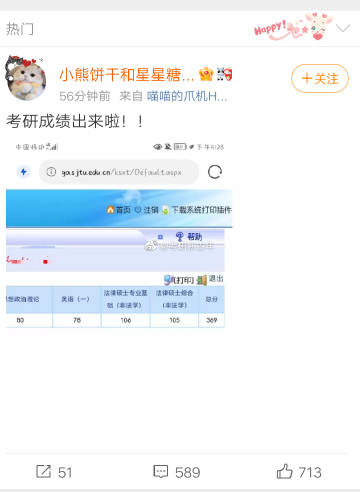 热门
Happy!
小熊饼干和星星糖...
56分钟前 来自 喵喵的爪机H...
+关注
考研成绩出来啦！！
中国移动 下午4:28
yas.sjtu.edu.cn/ksxt/Default.aspx
首页 注销 下载系统打印插件
帮助
[打印] 退出
思想政治理论 英语（一） 法律硕士专业基础（非法学） 法律硕士综合（非法学） 总分
80 78 106 105 369
51 589 713